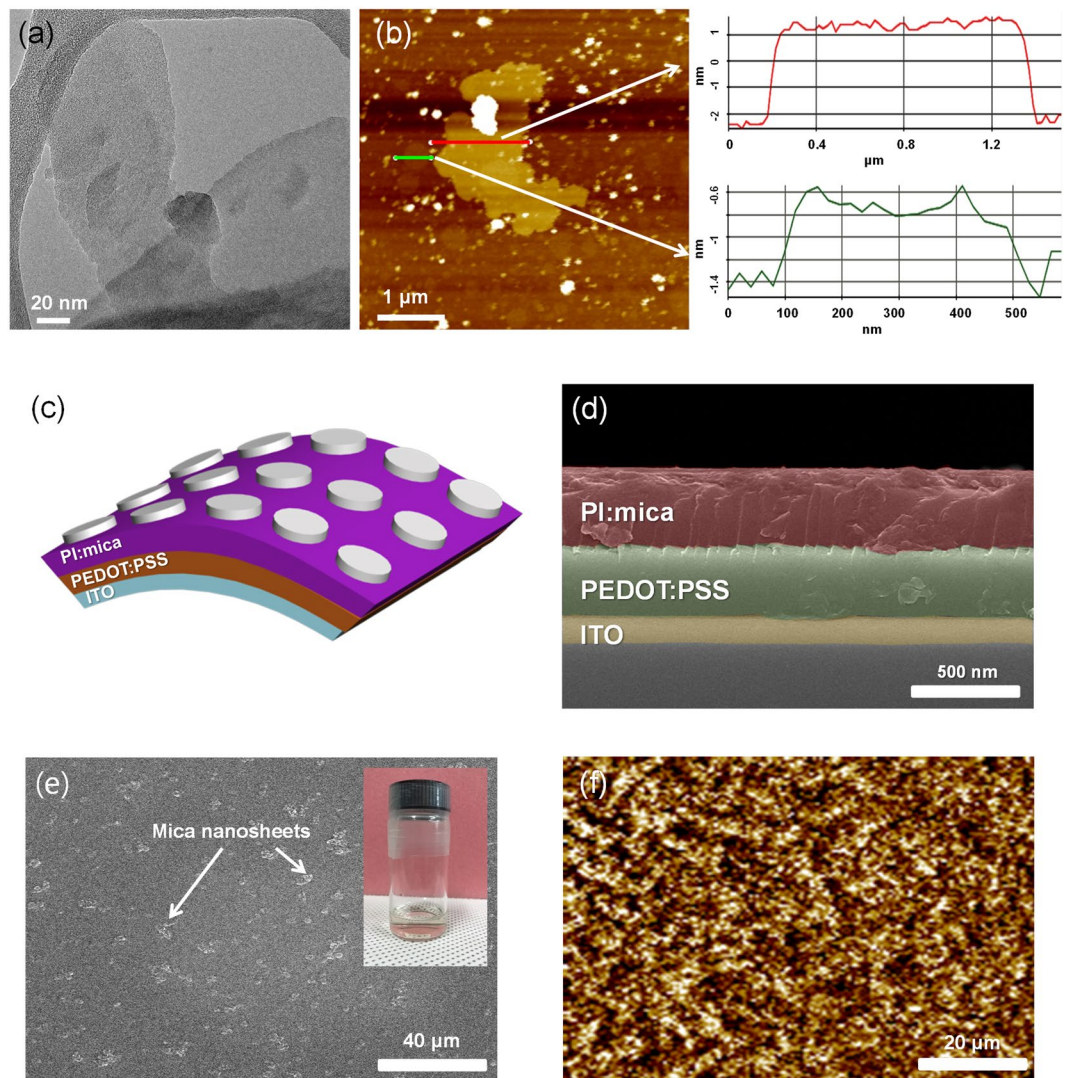 (a)
20 nm
(b)
1 µm
nm
1
0
-1
-2
0
0.4
0.8
1.2
µm
nm
-0.6
-1
-1.4
0
100
200
300
400
500
nm
(c)
PI:mica
PEDOT:PSS
ITO
(d)
PI:mica
PEDOT:PSS
ITO
500 nm
(e)
Mica nanosheets
40 µm
(f)
20 µm